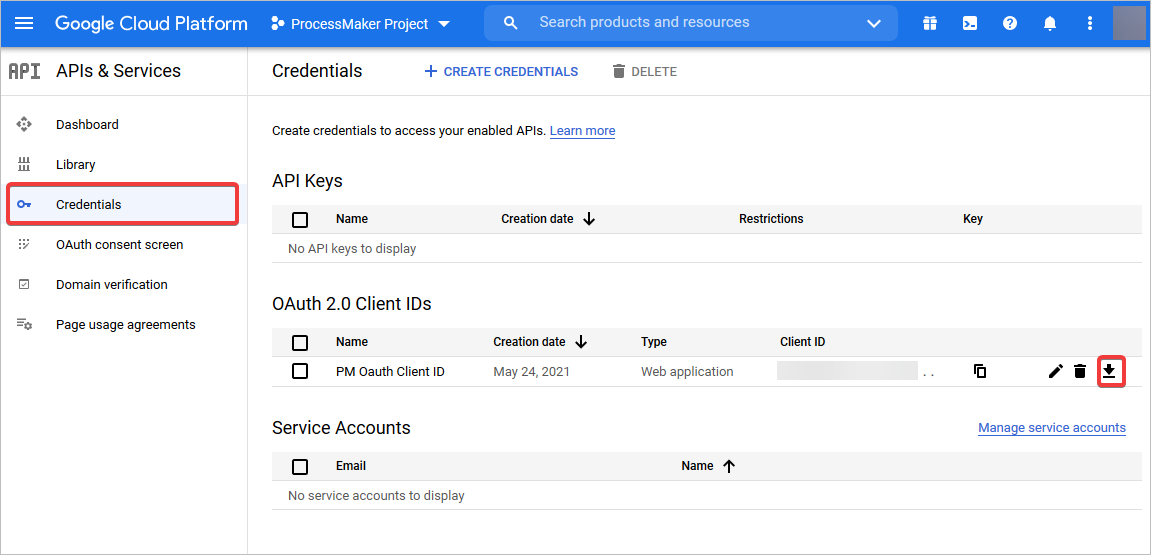 Google Cloud Platform
ProcessMaker Project
Search products and resources
API APIs & Services
Credentials
CREATE CREDENTIALS
DELETE
Dashboard
Library
Credentials
OAuth consent screen
Domain verification
Page usage agreements
Create credentials to access your enabled APIs. Learn more
API Keys
Name Creation date Restrictions Key
No API keys to display
OAuth 2.0 Client IDs
Name Creation date Type Client ID
PM Oauth Client ID May 24, 2021 Web application . .
Service Accounts
Manage service accounts
Email Name
No service accounts to display